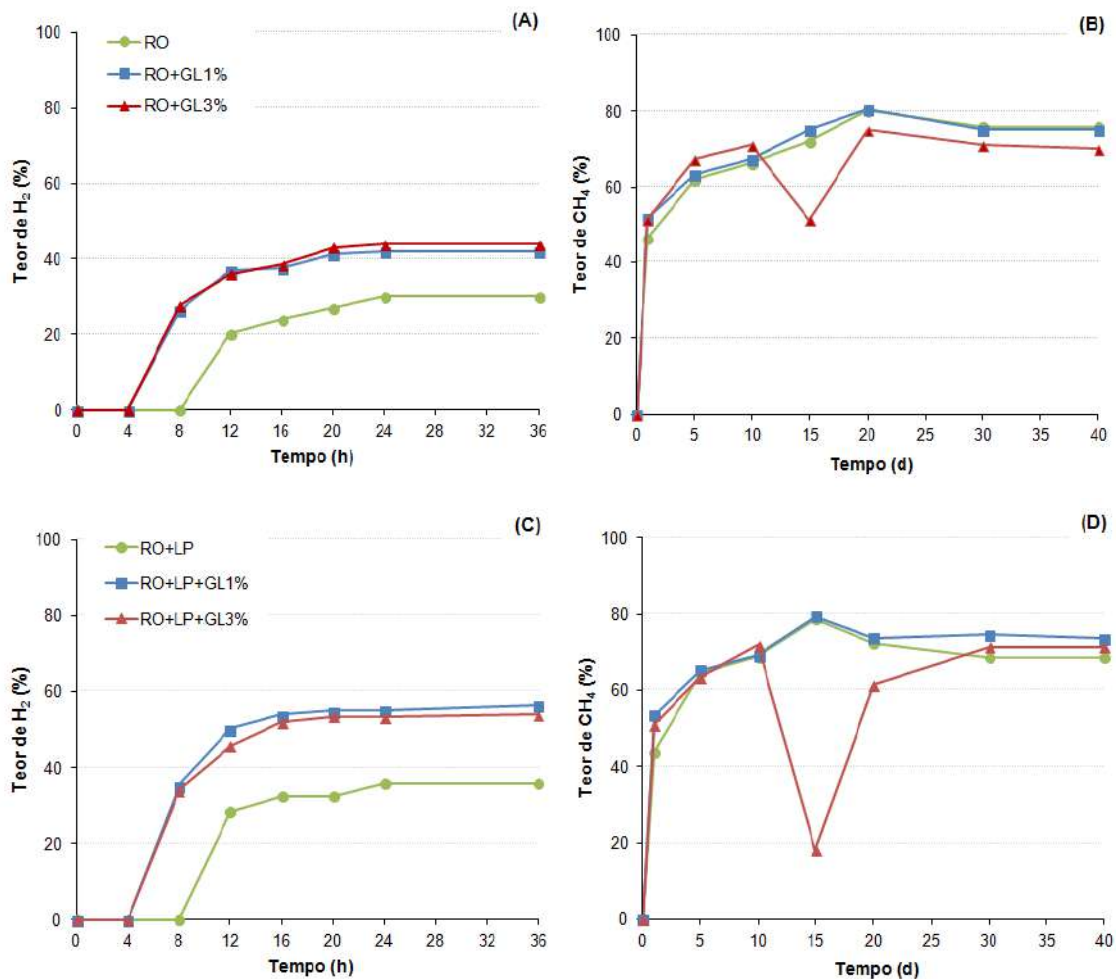 (A)
Teor de H₂ (%)
100
80
60
40
20
0
RO
RO+GL1%
RO+GL3%
0 4 8 12 16 20 24 28 32 36
Tempo (h)
(B)
Teor de CH₄ (%)
100
80
60
40
20
0
0 5 10 15 20 25 30 35 40
Tempo (d)
(C)
Teor de H₂ (%)
100
80
60
40
20
0
RO+LP
RO+LP+GL1%
RO+LP+GL3%
0 4 8 12 16 20 24 28 32 36
Tempo (h)
(D)
Teor de CH₄ (%)
100
80
60
40
20
0
0 5 10 15 20 25 30 35 40
Tempo (d)